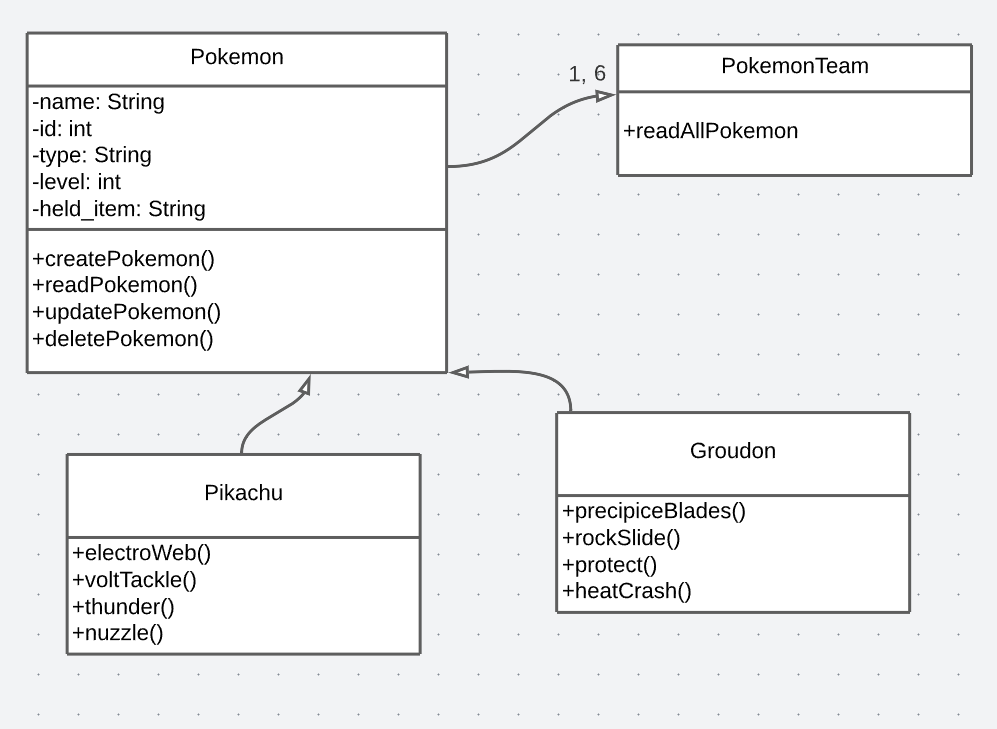 Pokemon
-name: String
-id: int
-type: String
-level: int
-held_item: String
+createPokemon()
+readPokemon()
+updatePokemon()
+deletePokemon()
1, 6
PokemonTeam
+readAllPokemon
Pikachu
+electroWeb()
+voltTackle()
+thunder()
+nuzzle()
Groudon
+precipiceBlades()
+rockSlide()
+protect()
+heatCrash()